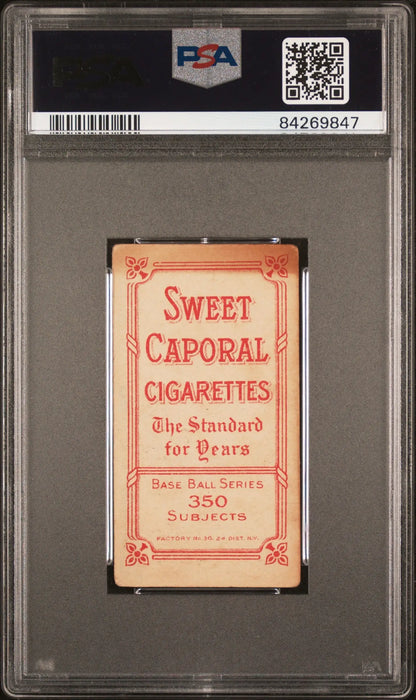 PSA
84269847
SWEET
CAPORAL
CIGARETTES
The Standard
for Years
BASE BALL SERIES
350
SUBJECTS
FACTORY No. 30, 2d DIST. N.Y.